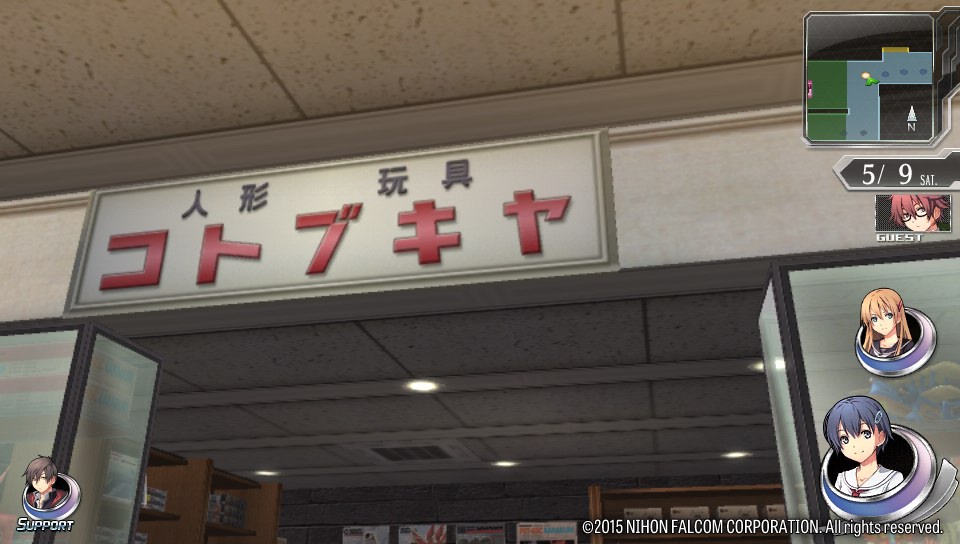 人形 玩具
コトブキヤ
N
5/ 9 SAT.
GUEST
SUPPORT
©2015 NIHON FALCOM CORPORATION. All rights reserved.